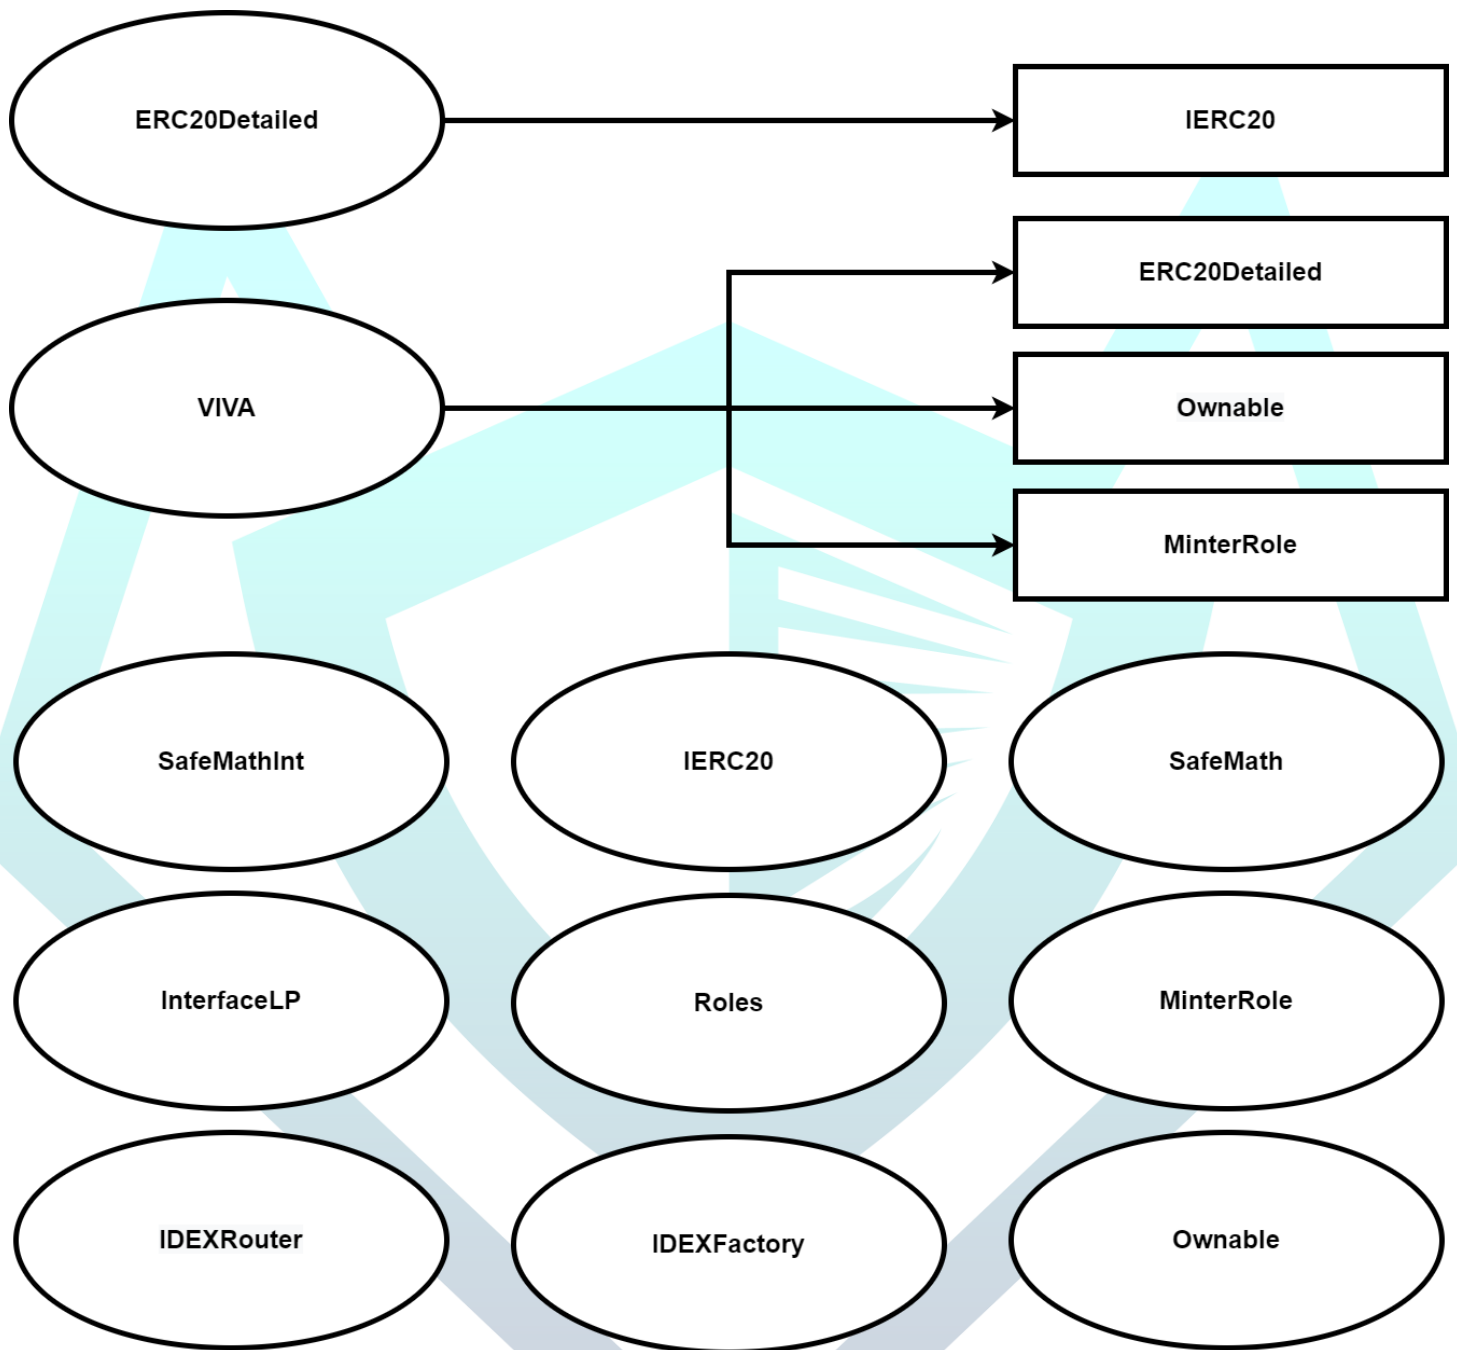 ERC20Detailed
IERC20
ERC20Detailed
VIVA
Ownable
MinterRole
SafeMathInt
IERC20
SafeMath
InterfaceLP
Roles
MinterRole
IDEXRouter
IDEXFactory
Ownable